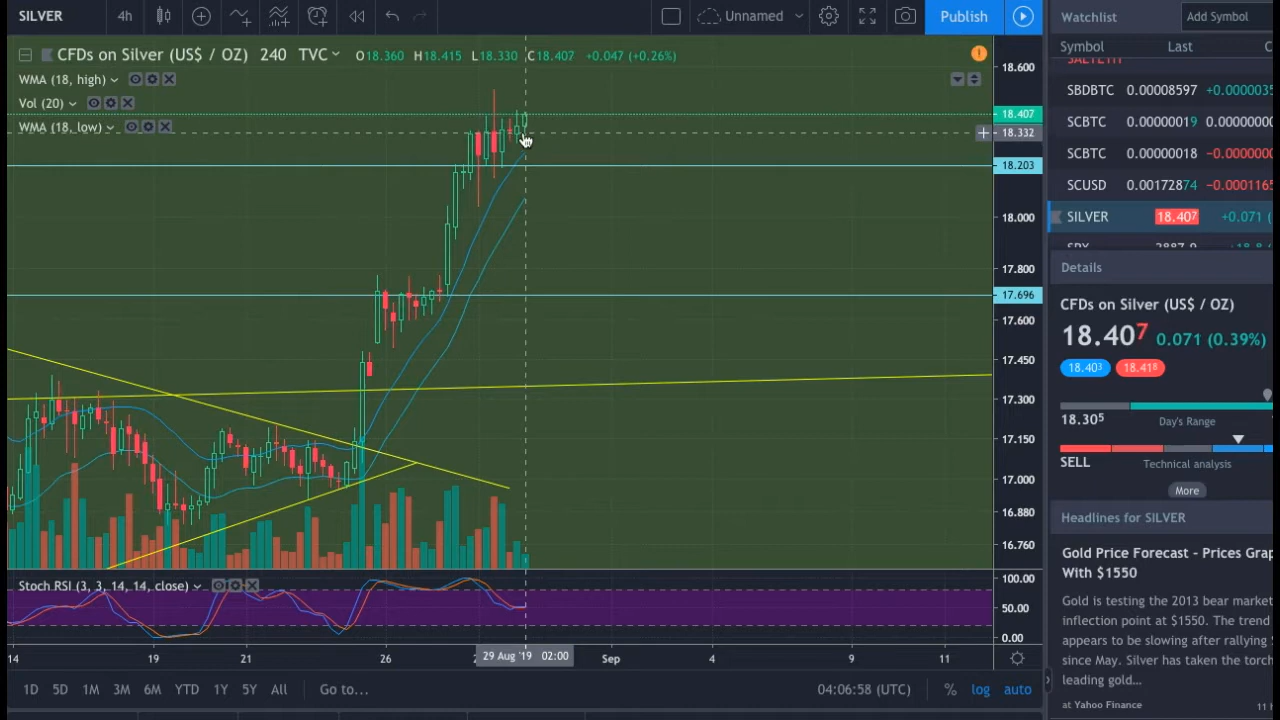 SILVER
4h
Unnamed
Publish
CFDs on Silver (US$ / OZ) 240 TVC
O18.360 H18.415 L18.330 C18.407 +0.047 (+0.26%)
WMA (18, high)
Vol (20)
WMA (18, low)
18.600
18.407
18.332
18.203
18.000
17.800
17.696
17.600
17.450
17.300
17.150
17.000
16.880
16.760
Stoch RSI (3, 3, 14, 14, close)
100.00
50.00
0.00
14
19
21
26
29 Aug '19 02:00
Sep
4
9
11
1D 5D 1M 3M 6M YTD 1Y 5Y All Go to...
04:06:58 (UTC) % log auto
Watchlist
Add Symbol
Symbol Last C
SBDBTC 0.00008597 +0.0000035
SCBTC 0.00000019 0.0000000
SCBTC 0.00000018 −0.0000000
SCUSD 0.00172874 −0.0001165
SILVER 18.407 +0.071 (
Details
CFDs on Silver (US$ / OZ)
18.407 0.071 (0.39%)
18.403 18.418
18.305 Day's Range
SELL Technical analysis
More
Headlines for SILVER
Gold Price Forecast - Prices Grap
With $1550
Gold is testing the 2013 bear market
inflection point at $1550. The trend
appears to be slowing after rallying $
since May. Silver has taken the torch
leading gold...
at Yahoo Finance 11 h